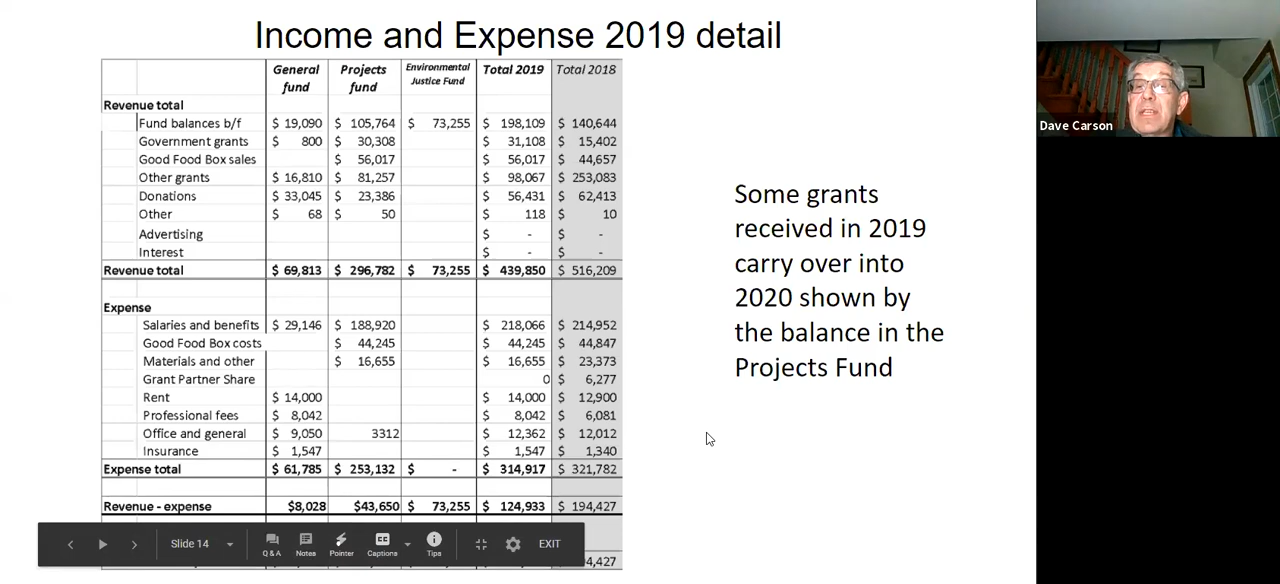 Income and Expense 2019 detail
General fund Projects fund Environmental Justice Fund Total 2019 Total 2018
Revenue total
Fund balances b/f $ 19,090 $ 105,764 $ 73,255 $ 198,109 $ 140,644
Government grants $ 800 $ 30,308 $ 31,108 $ 15,402
Good Food Box sales $ 56,017 $ 56,017 $ 44,657
Other grants $ 16,810 $ 81,257 $ 98,067 $ 253,083
Donations $ 33,045 $ 23,386 $ 56,431 $ 62,413
Other $ 68 $ 50 $ 118 $ 10
Advertising $ - $ -
Interest $ - $ -
Revenue total $ 69,813 $ 296,782 $ 73,255 $ 439,850 $ 516,209
Expense
Salaries and benefits $ 29,146 $ 188,920 $ 218,066 $ 214,952
Good Food Box costs $ 44,245 $ 44,245 $ 44,847
Materials and other $ 16,655 $ 16,655 $ 23,373
Grant Partner Share 0 $ 6,277
Rent $ 14,000 $ 14,000 $ 12,900
Professional fees $ 8,042 $ 8,042 $ 6,081
Office and general $ 9,050 3312 $ 12,362 $ 12,012
Insurance $ 1,547 $ 1,547 $ 1,340
Expense total $ 61,785 $ 253,132 $ - $ 314,917 $ 321,782
Revenue - expense $8,028 $43,650 $ 73,255 $ 124,933 $ 194,427
4,427
Some grants
received in 2019
carry over into
2020 shown by
the balance in the
Projects Fund
Slide 14 Q & A Notes Pointer Captions Tips EXIT
Dave Carson